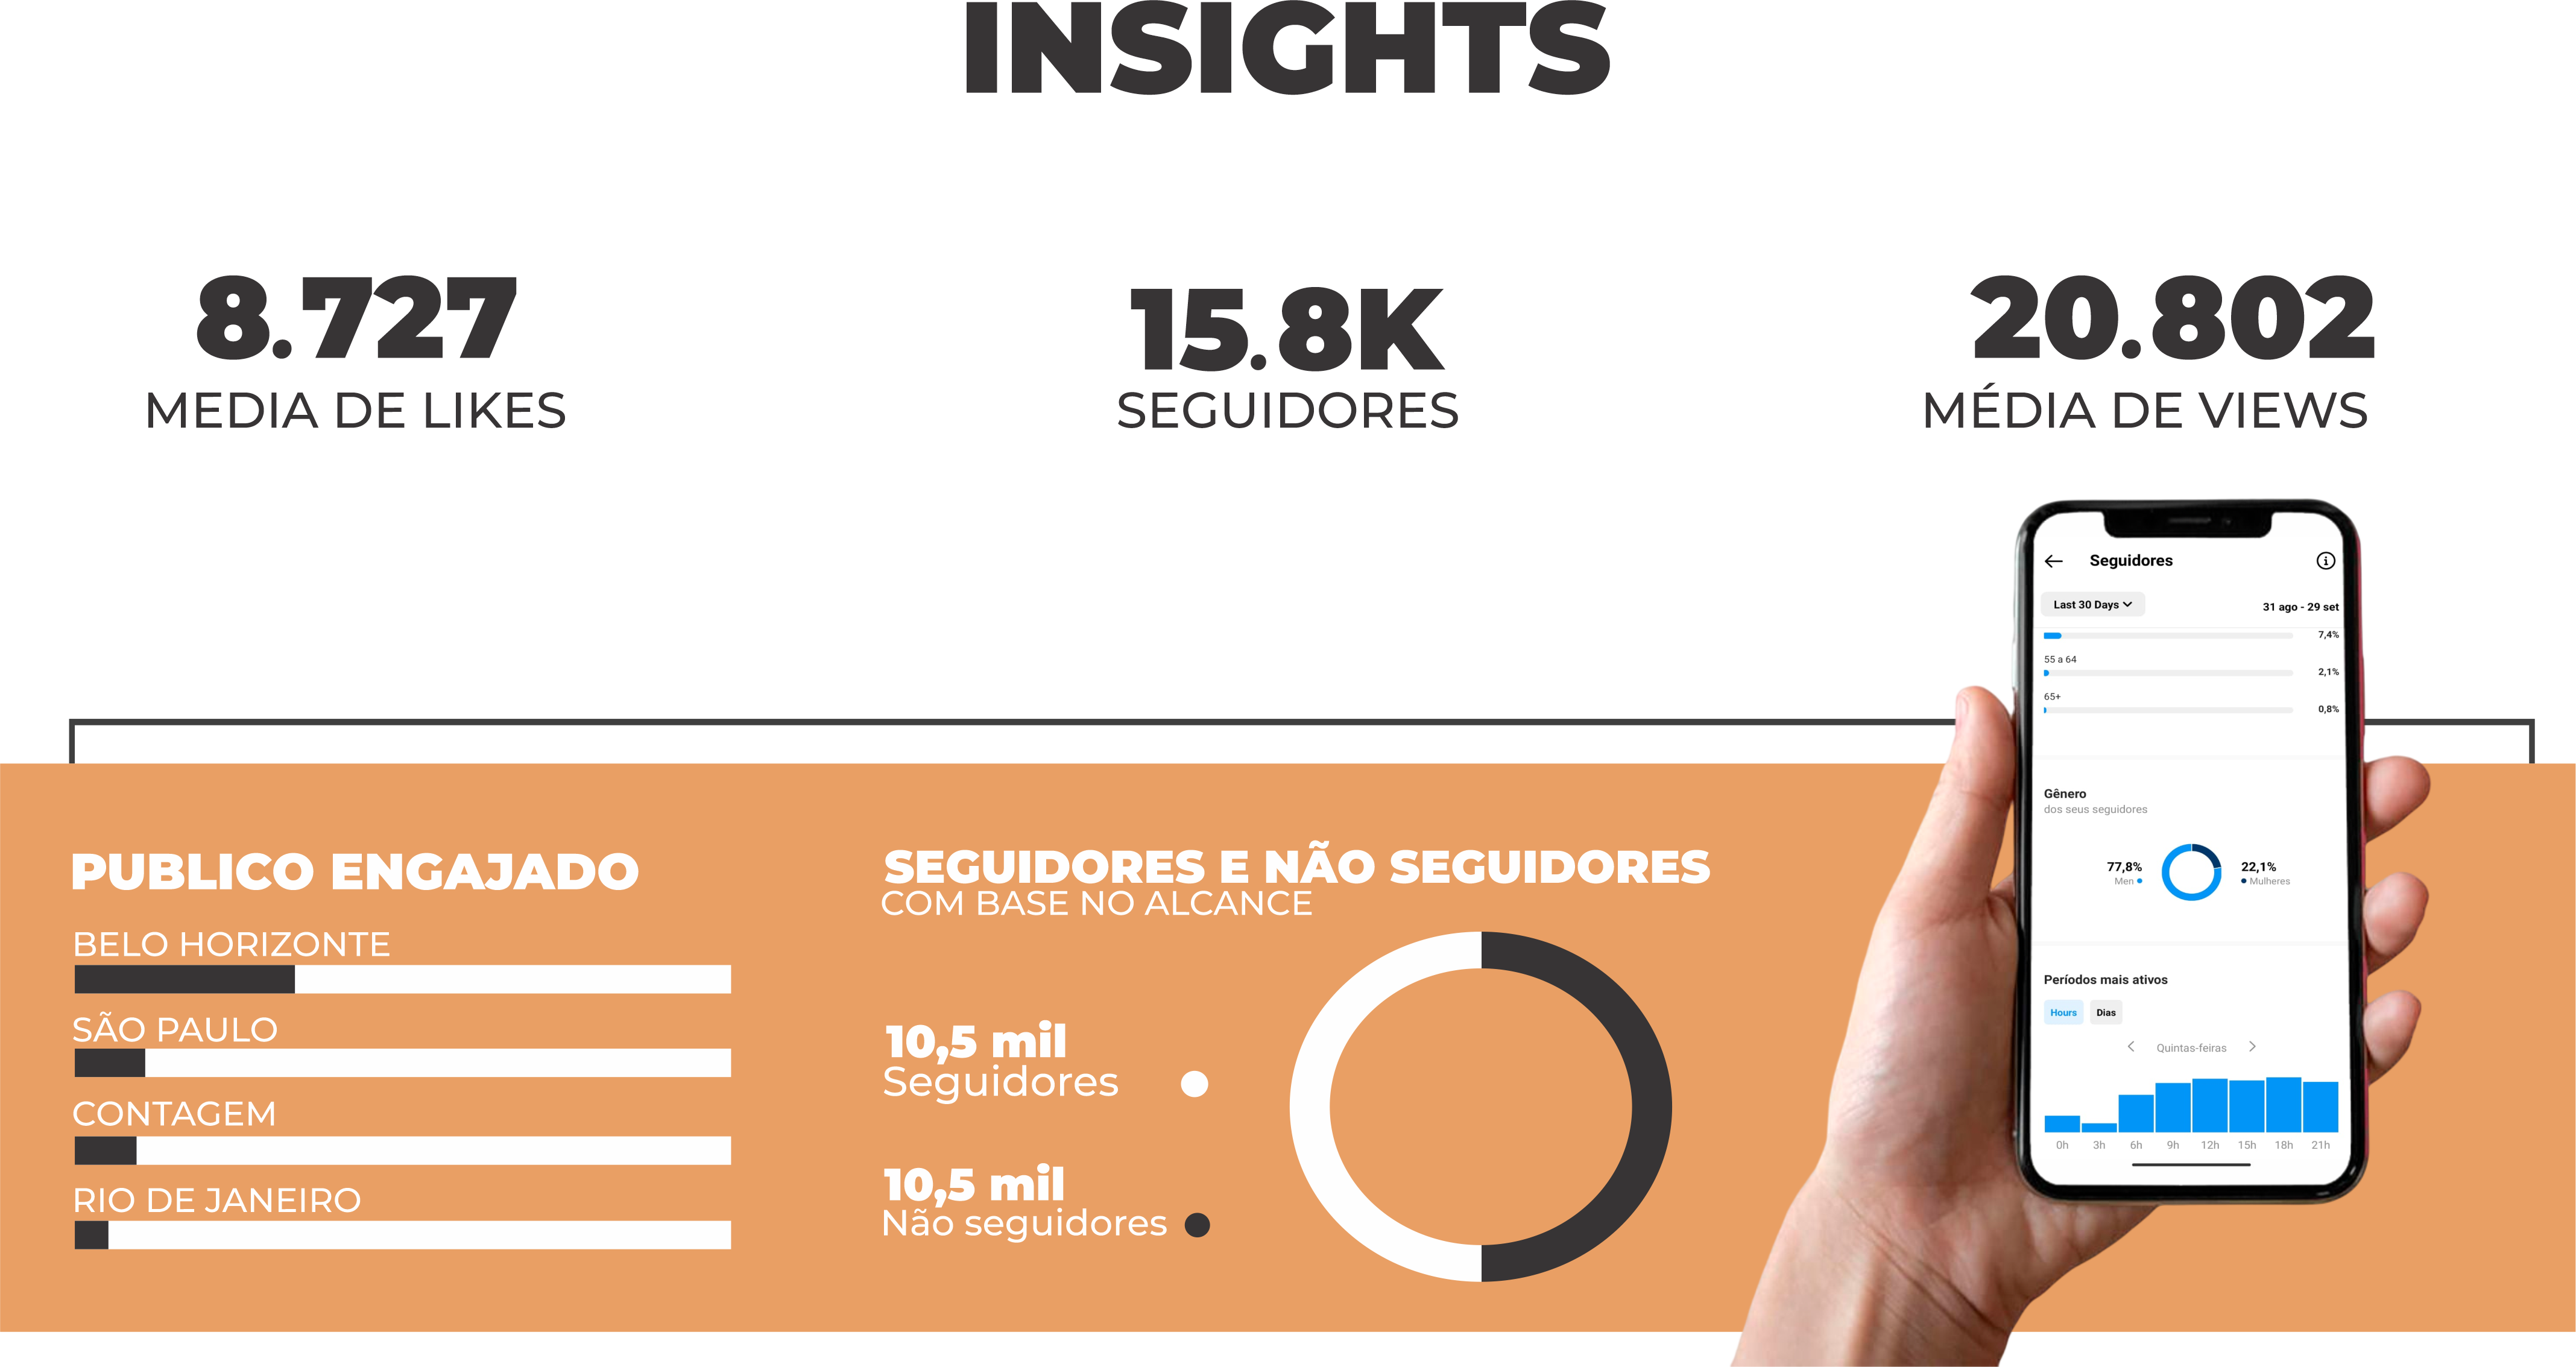 INSIGHTS
8.727
MEDIA DE LIKES
15.8K
SEGUIDORES
20.802
MÉDIA DE VIEWS
PUBLICO ENGAJADO
BELO HORIZONTE
SÃO PAULO
CONTAGEM
RIO DE JANEIRO
SEGUIDORES E NÃO SEGUIDORES
COM BASE NO ALCANCE
10,5 mil
Seguidores
10,5 mil
Não seguidores
Seguidores
Last 30 Days 31 ago - 29 set
7,4%
55 a 64
2,1%
65+
0,8%
Gênero
dos seus seguidores
77,8% 22,1%
Men Mulheres
Períodos mais ativos
Hours Dias
Quintas-feiras
0h 3h 6h 9h 12h 15h 18h 21h